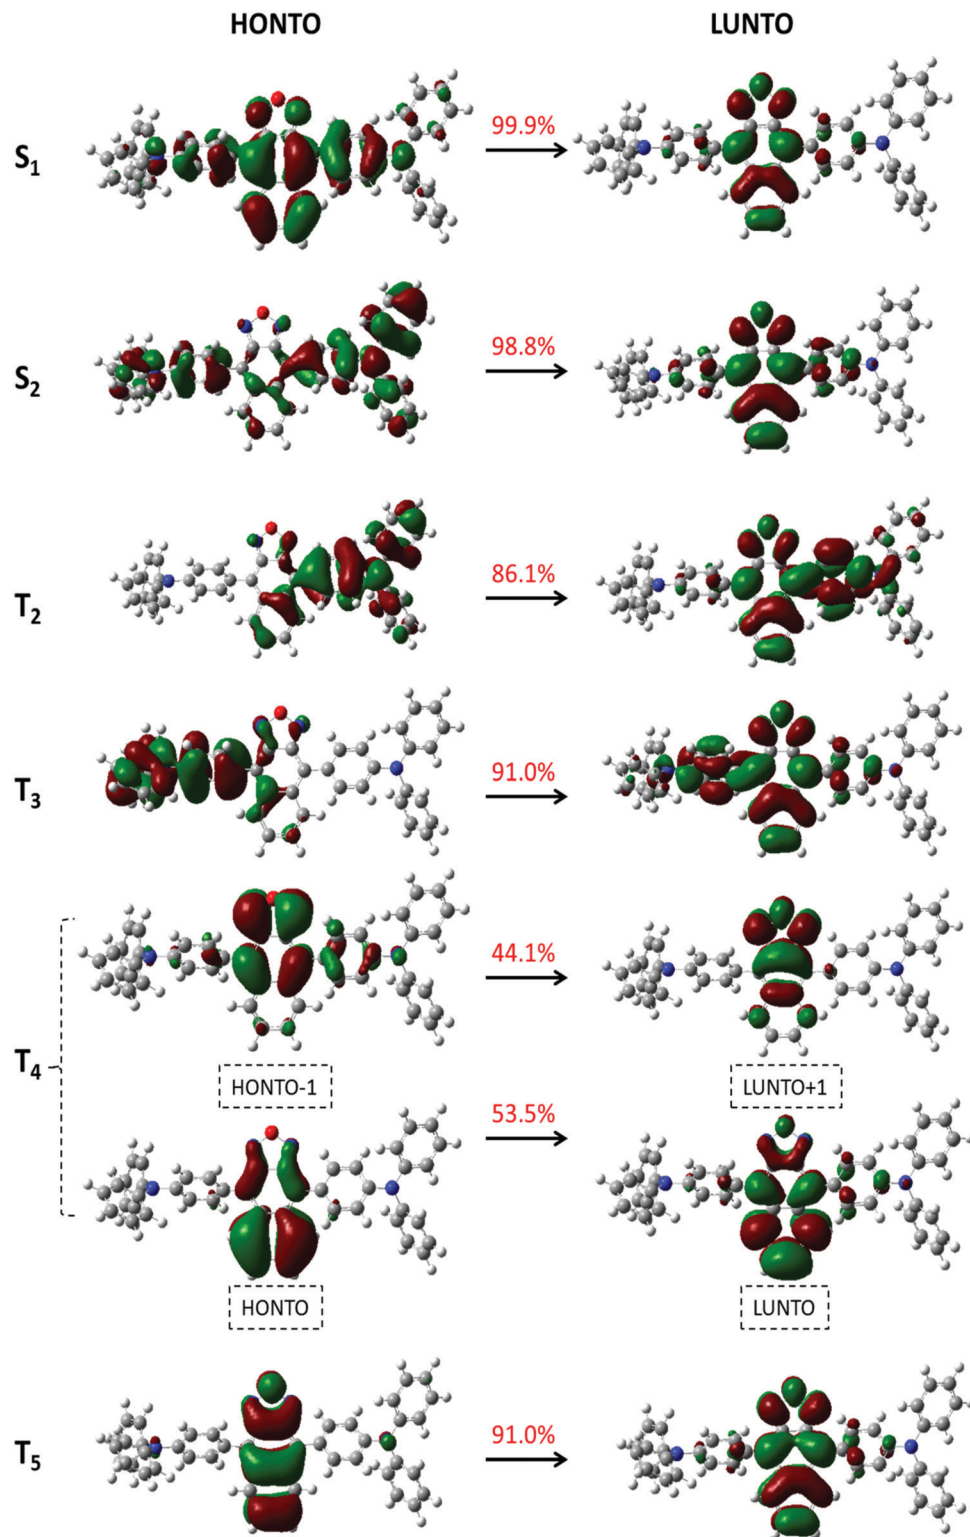 HONTO LUNTO
S1 99.9%
S2 98.8%
T2 86.1%
T3 91.0%
44.1%
T4
HONTO-1 LUNTO+1
53.5%
HONTO LUNTO
T5 91.0%